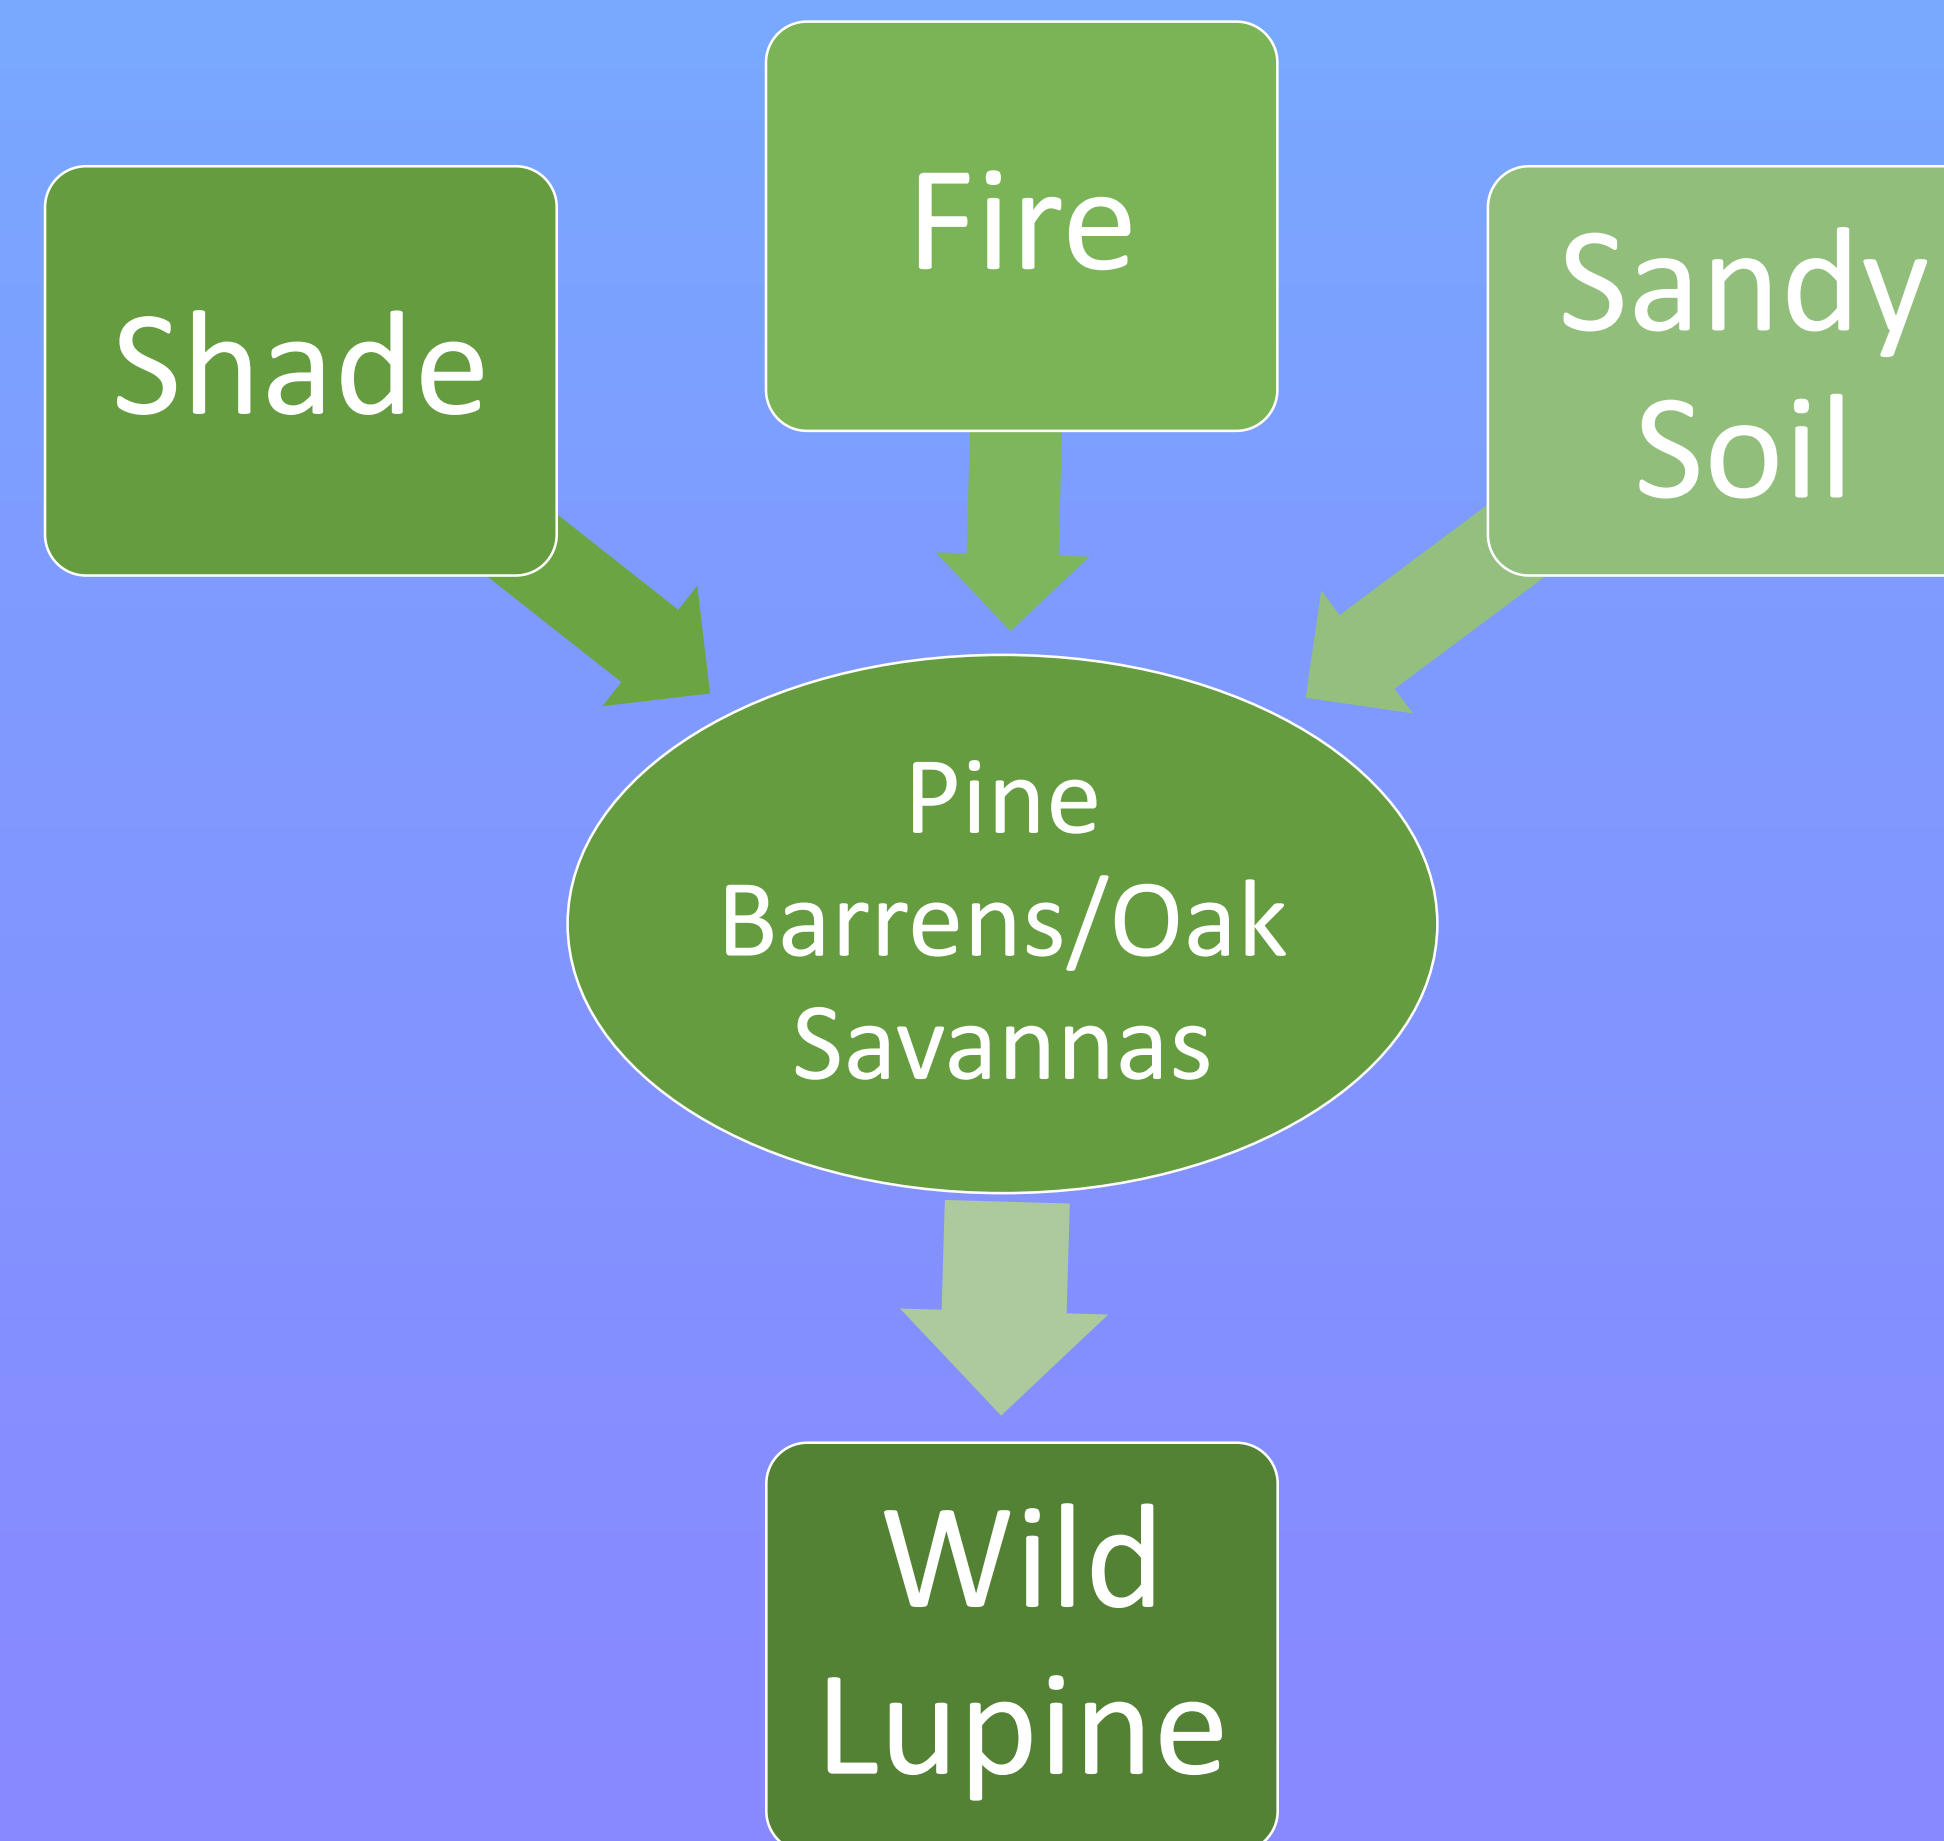 Shade
Fire
Sandy
Soil
Pine
Barrens/Oak
Savannas
Wild
Lupine